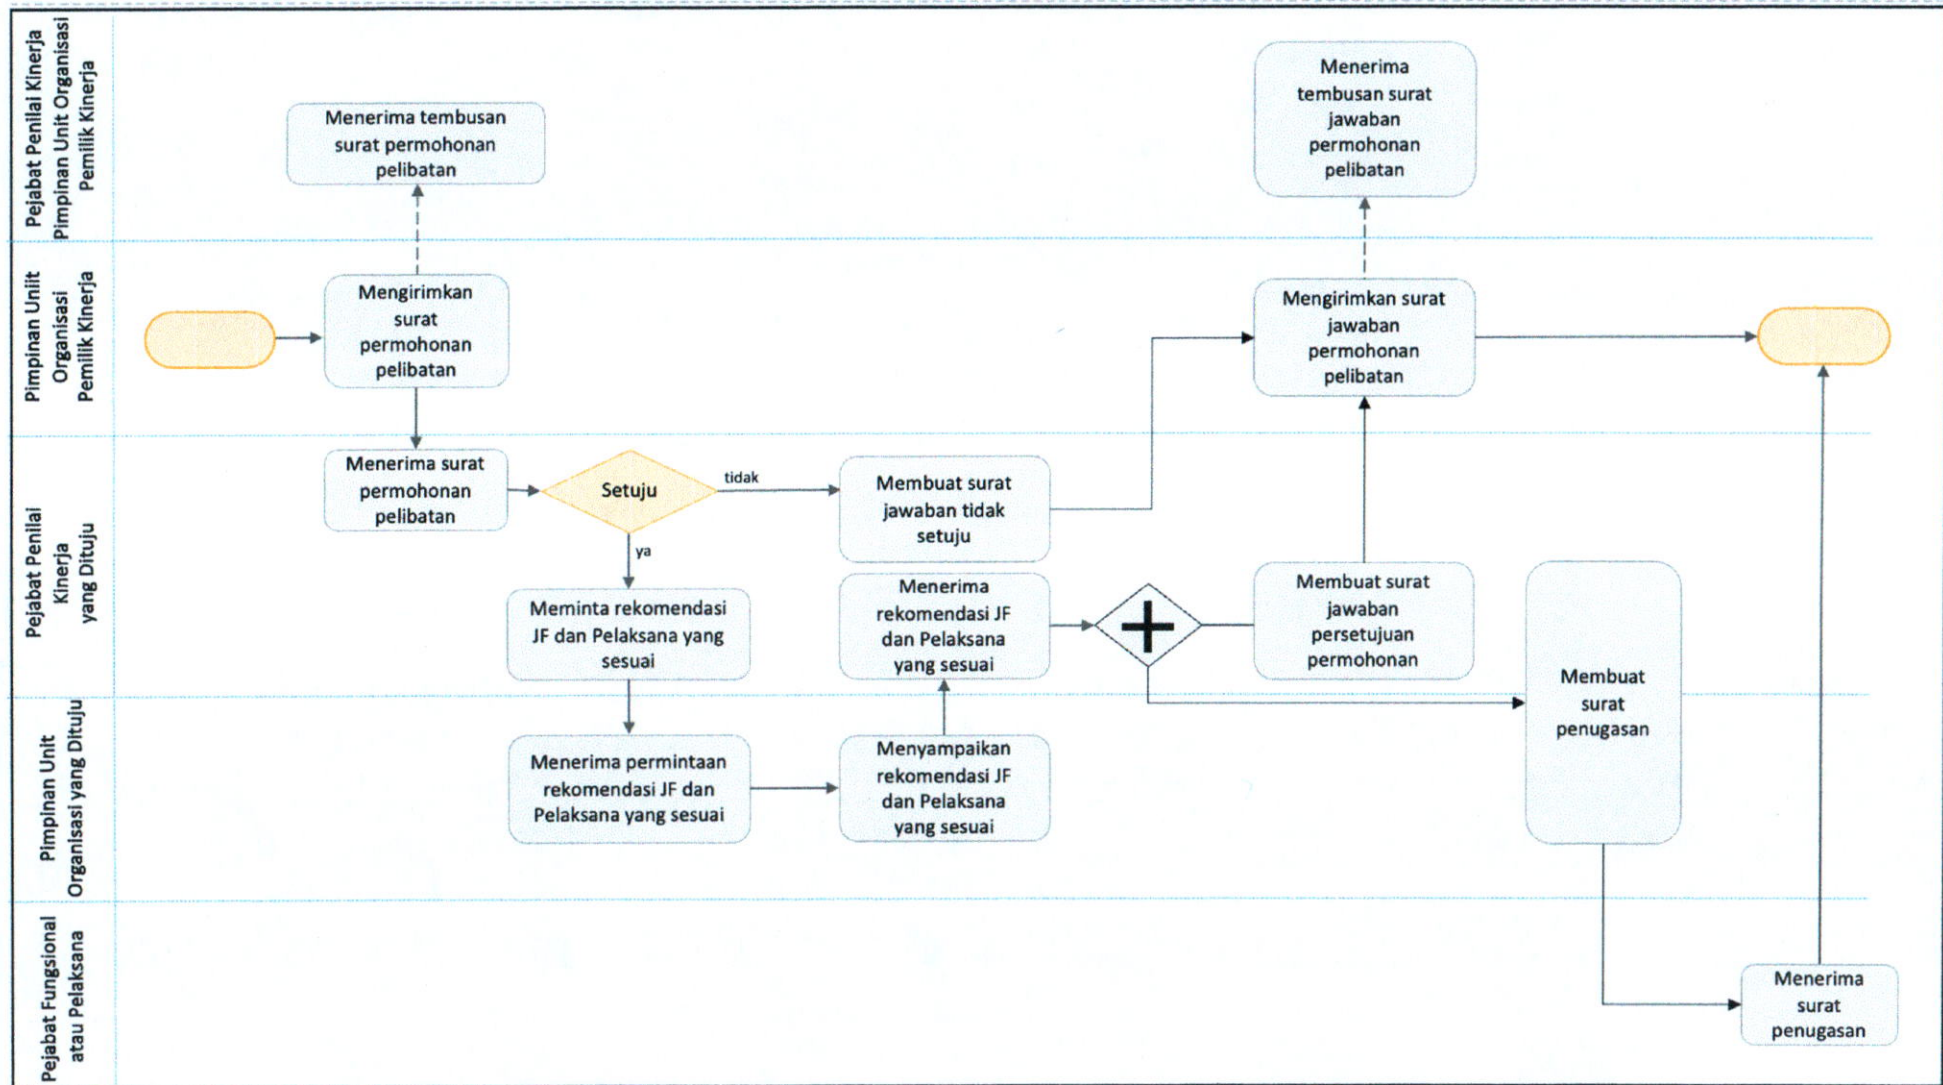 Pejabat Penilai Kinerja
Pimpinan Unit Organisasi
Pemilik Kinerja
Menerima tembusan
surat permohonan
pelibatan
Menerima
tembusan surat
jawaban
permohonan
pelibatan
Pimpinan Uniit
Organisasi
Pemilik Kinerja
Mengirimkan
surat
permohonan
pelibatan
Mengirimkan surat
jawaban
permohonan
pelibatan
Pejabat Penilai
Kinerja
yang Dituju
Menerima surat
permohonan
pelibatan
Setuju
tidak
ya
Membuat surat
jawaban tidak
setuju
Meminta rekomendasi
JF dan Pelaksana yang
sesuai
Menerima
rekomendasi JF
dan Pelaksana
yang sesuai
Membuat surat
jawaban
persetujuan
permohonan
Membuat
surat
penugasan
Pimpinan Unit
Organisasi yang Dituju
Menerima permintaan
rekomendasi JF dan
Pelaksana yang sesuai
Menyampaikan
rekomendasi JF
dan Pelaksana
yang sesuai
Pejabat Fungsional
atau Pelaksana
Menerima
surat
penugasan